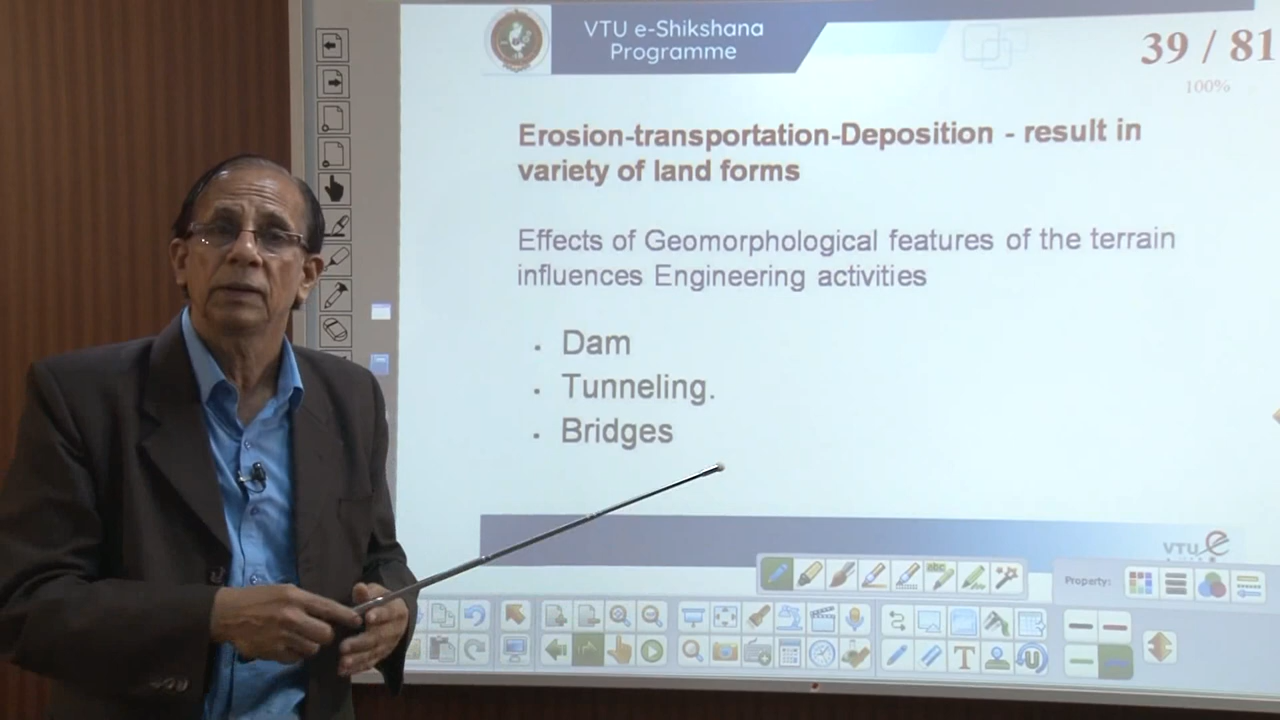 VTU e-Shikshana
Programme
39 / 81
100%
Erosion-transportation-Deposition - result in
variety of land forms
Effects of Geomorphological features of the terrain
influences Engineering activities
. Dam
. Tunneling.
. Bridges
VTU e
Property:
abc
T
U